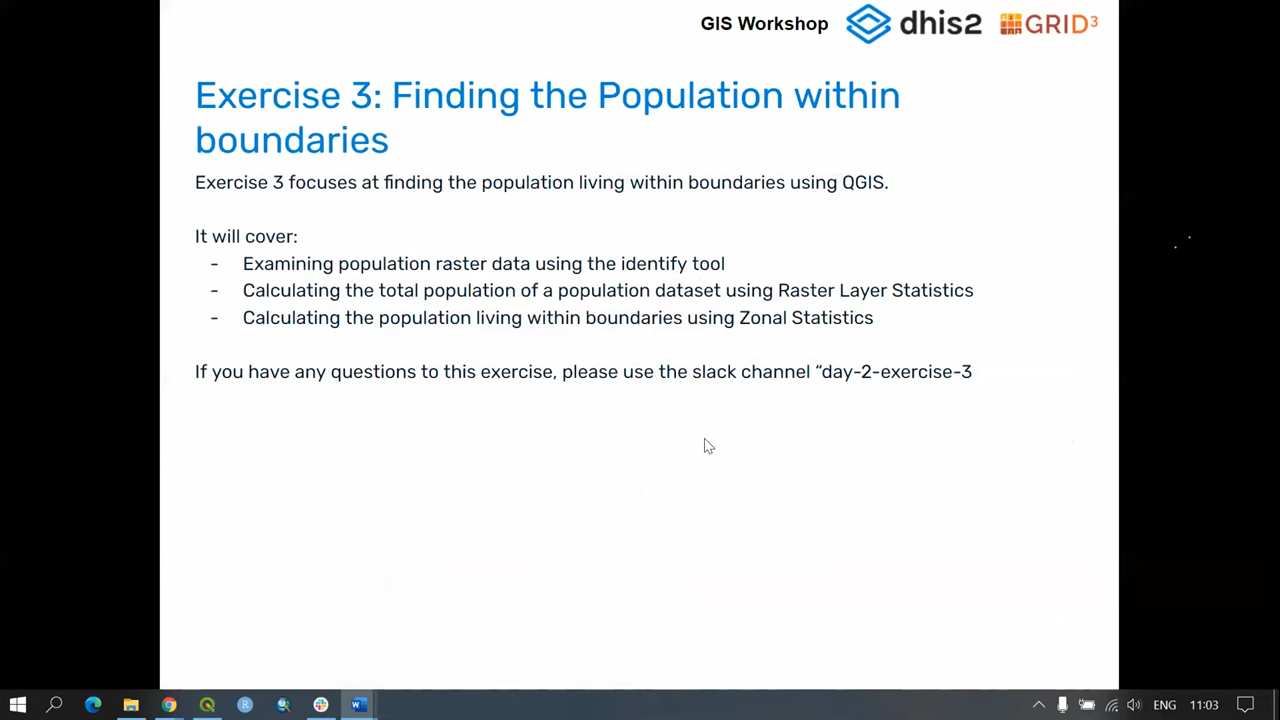 GIS Workshop dhis2 GRID3
Exercise 3: Finding the Population within
boundaries
Exercise 3 focuses at finding the population living within boundaries using QGIS.
It will cover:
- Examining population raster data using the identify tool
- Calculating the total population of a population dataset using Raster Layer Statistics
- Calculating the population living within boundaries using Zonal Statistics
If you have any questions to this exercise, please use the slack channel “day-2-exercise-3
ENG 11:03